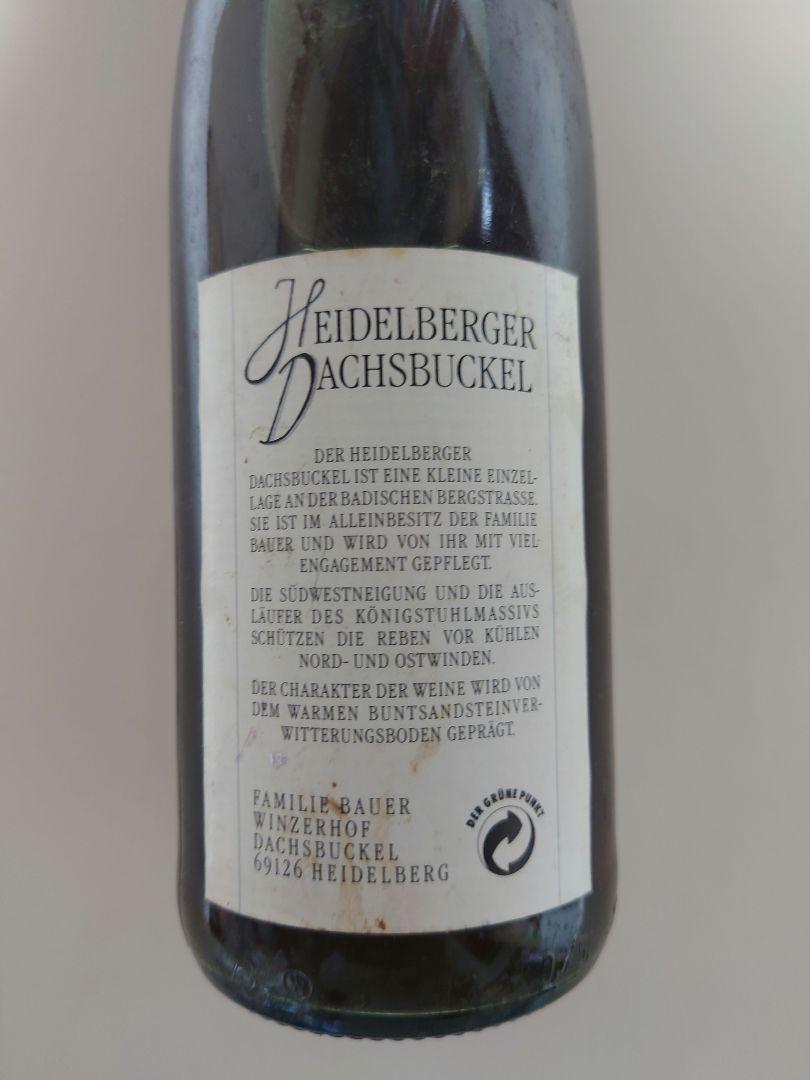 HEIDELBERGER
DACHSBUCKEL
DER HEIDELBERGER
DACHSBUCKEL IST EINE KLEINE EINZEL-
LAGE AN DER BADISCHEN BERGSTRASSE.
SIE IST IM ALLEINBESITZ DER FAMILIE
BAUER UND WIRD VON IHR MIT VIEL
ENGAGEMENT GEPFLEGT.
DIE SÜDWESTNEIGUNG UND DIE AUS-
LÄUFER DES KÖNIGSTUHLMASSIVS
SCHÜTZEN DIE REBEN VOR KÜHLEN
NORD- UND OSTWINDEN.
DER CHARAKTER DER WEINE WIRD VON
DEM WARMEN BUNTSANDSTEINVER-
WITTERUNGSBODEN GEPRÄGT.
FAMILIE BAUER
WINZERHOF
DACHSBUCKEL
69126 HEIDELBERG
DER GRÜNE PUNKT